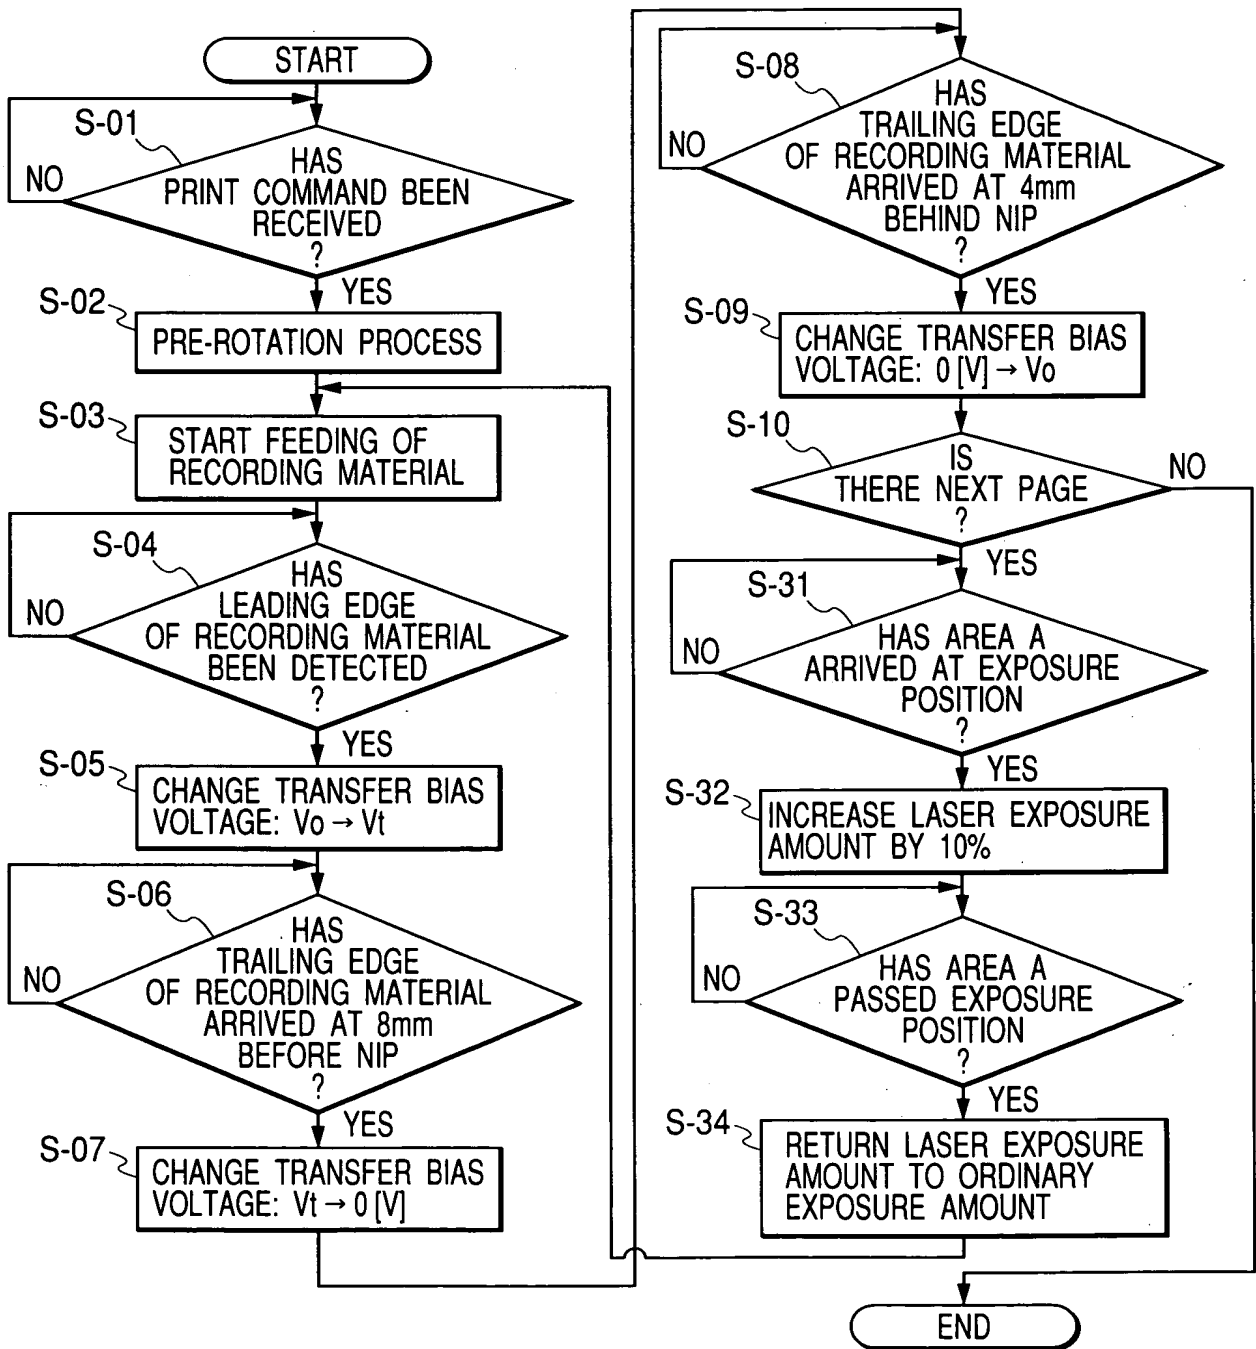 START
S-01
HAS
PRINT COMMAND BEEN
RECEIVED
?
NO
YES
S-02
PRE-ROTATION PROCESS
S-03
START FEEDING OF
RECORDING MATERIAL
S-04
HAS
LEADING EDGE
OF RECORDING MATERIAL
BEEN DETECTED
?
NO
YES
S-05
CHANGE TRANSFER BIAS
VOLTAGE: Vo → Vt
S-06
HAS
TRAILING EDGE
OF RECORDING MATERIAL
ARRIVED AT 8mm
BEFORE NIP
?
NO
YES
S-07
CHANGE TRANSFER BIAS
VOLTAGE: Vt → 0 [V]
S-08
HAS
TRAILING EDGE
OF RECORDING MATERIAL
ARRIVED AT 4mm
BEHIND NIP
?
NO
YES
S-09
CHANGE TRANSFER BIAS
VOLTAGE: 0 [V] → Vo
S-10
IS
THERE NEXT PAGE
?
NO
YES
S-31
HAS AREA A
ARRIVED AT EXPOSURE
POSITION
?
NO
YES
S-32
INCREASE LASER EXPOSURE
AMOUNT BY 10%
S-33
HAS AREA A
PASSED EXPOSURE
POSITION
?
NO
YES
S-34
RETURN LASER EXPOSURE
AMOUNT TO ORDINARY
EXPOSURE AMOUNT
END